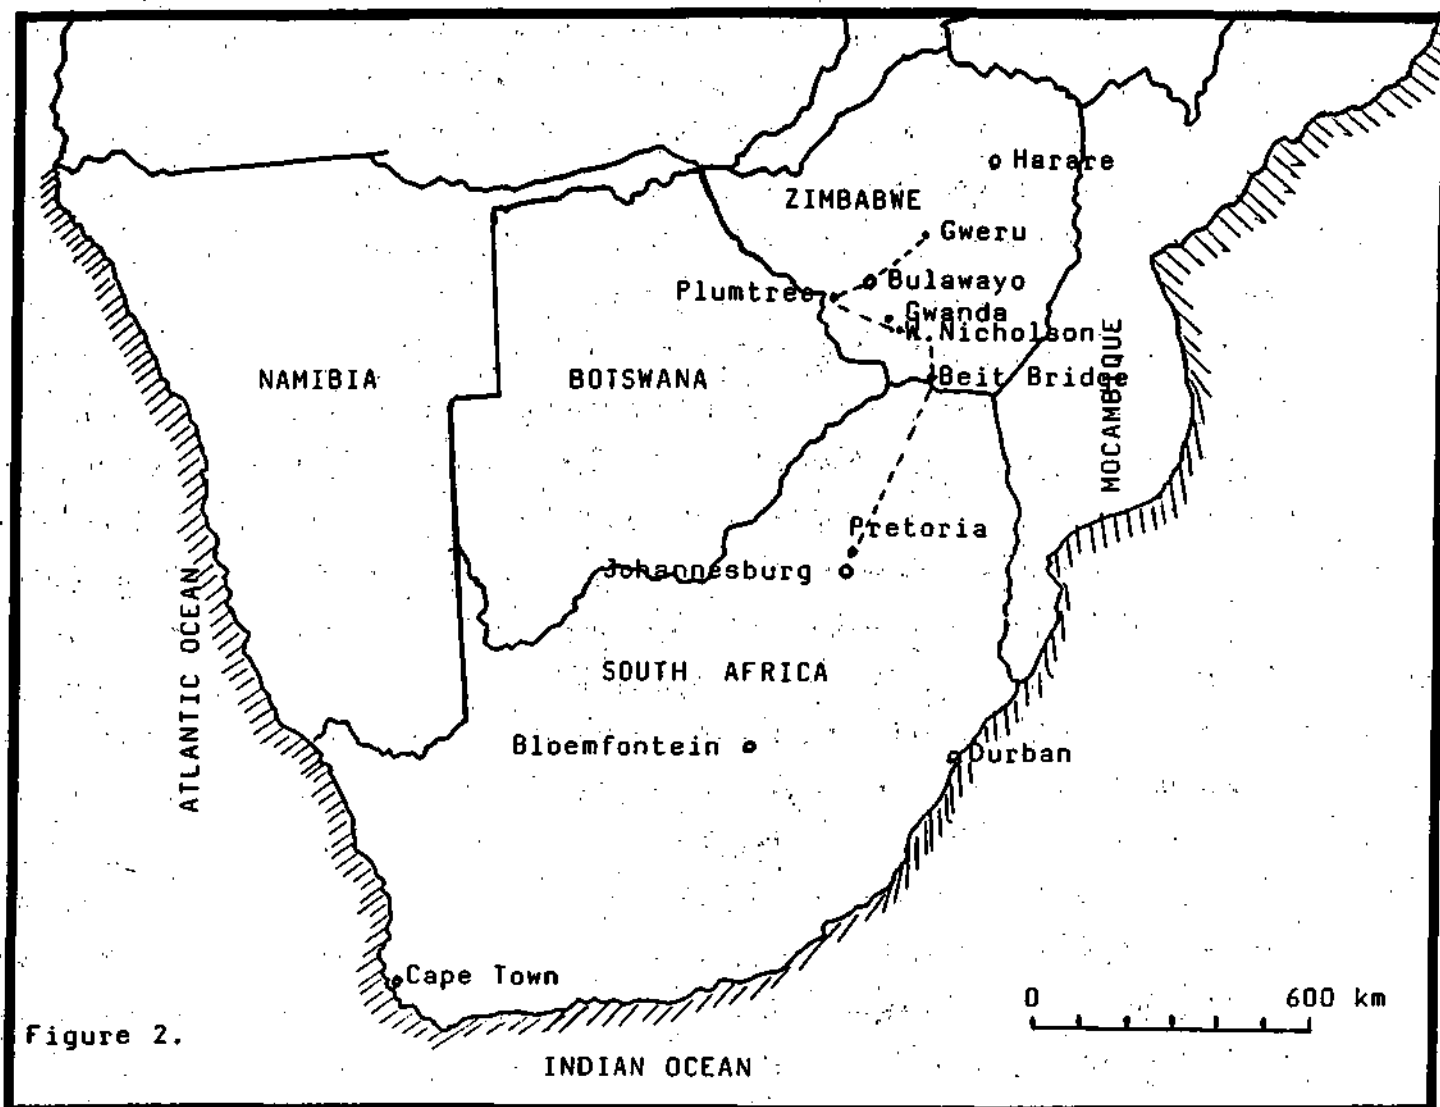 Harare
ZIMBABWE
Gweru
Bulawayo
Plumtree
Gwanda
W.Nicholson
NAMIBIA
BOTSWANA
Beit Bridge
MOCAMBIQUE
Pretoria
Johannesburg
ATLANTIC OCEAN
SOUTH AFRICA
Bloemfontein
Durban
Cape Town
0 600 km
Figure 2.
INDIAN OCEAN